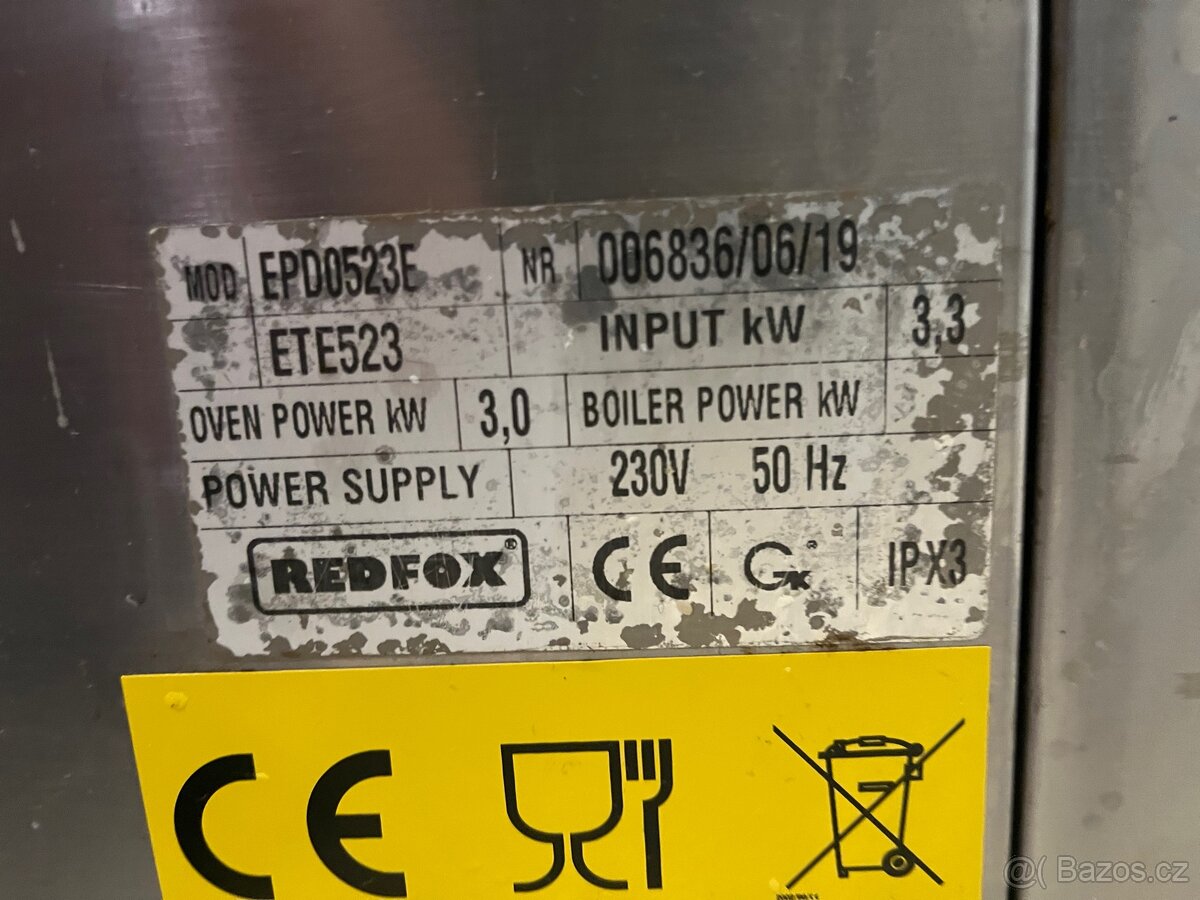 MOD EPD0523E NR 006836/06/19
ETE523 INPUT kW 3,3
OVEN POWER kW 3,0 BOILER POWER kW
POWER SUPPLY 230V 50 Hz
REDFOX® CE GK® IPX3
CE
@( Bazos.cz